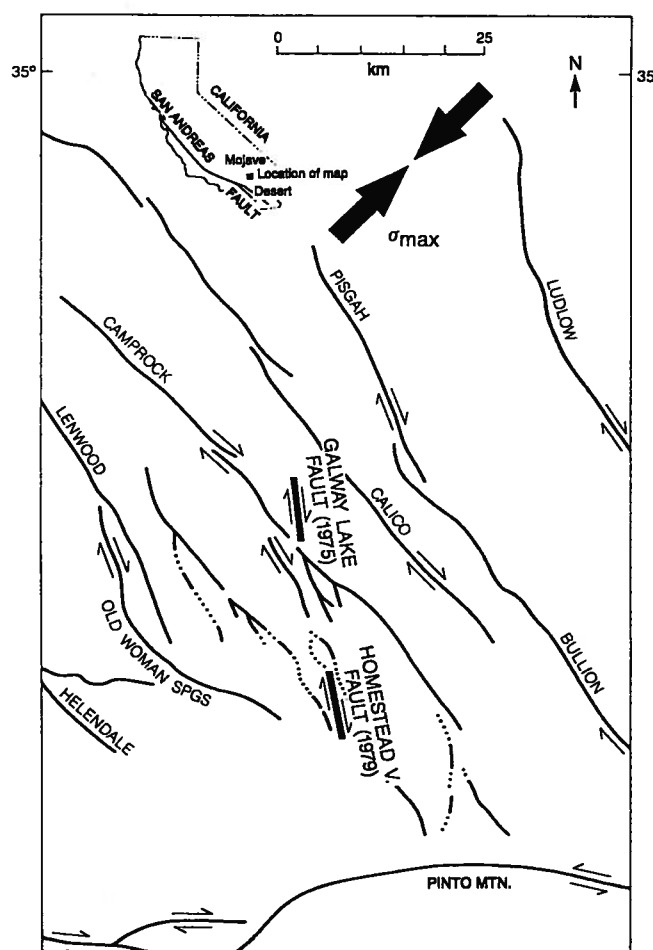 0 25
km
N
35°
35
SAN ANDREAS
FAULT
CALIFORNIA
Mojave
Location of map
Desert
σmax
PISGAH
LUDLOW
CAMPROCK
LENWOOD
GALWAY LAKE
FAULT (1975)
CALICO
OLD WOMAN SPGS
HOMESTEAD V.
FAULT (1979)
BULLION
HELENDALE
PINTO MTN.